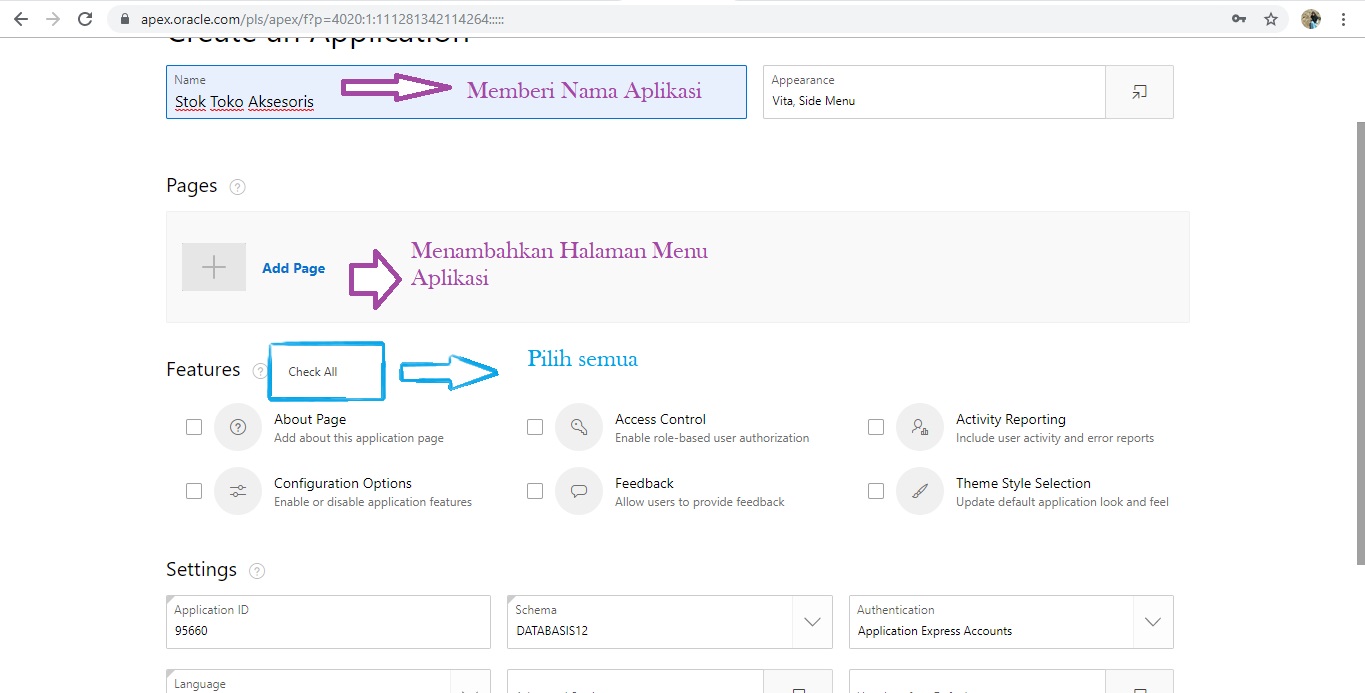 apex.oracle.com/pls/apex/f?p=4020:1:111281342114264:::::
Create an Application
Name
Stok Toko Aksesoris
Memberi Nama Aplikasi
Appearance
Vita, Side Menu
Pages
Add Page
Menambahkan Halaman Menu
Aplikasi
Features
Check All
Pilih semua
About Page
Add about this application page
Access Control
Enable role-based user authorization
Activity Reporting
Include user activity and error reports
Configuration Options
Enable or disable application features
Feedback
Allow users to provide feedback
Theme Style Selection
Update default application look and feel
Settings
Application ID
95660
Schema
DATABASIS12
Authentication
Application Express Accounts
Language